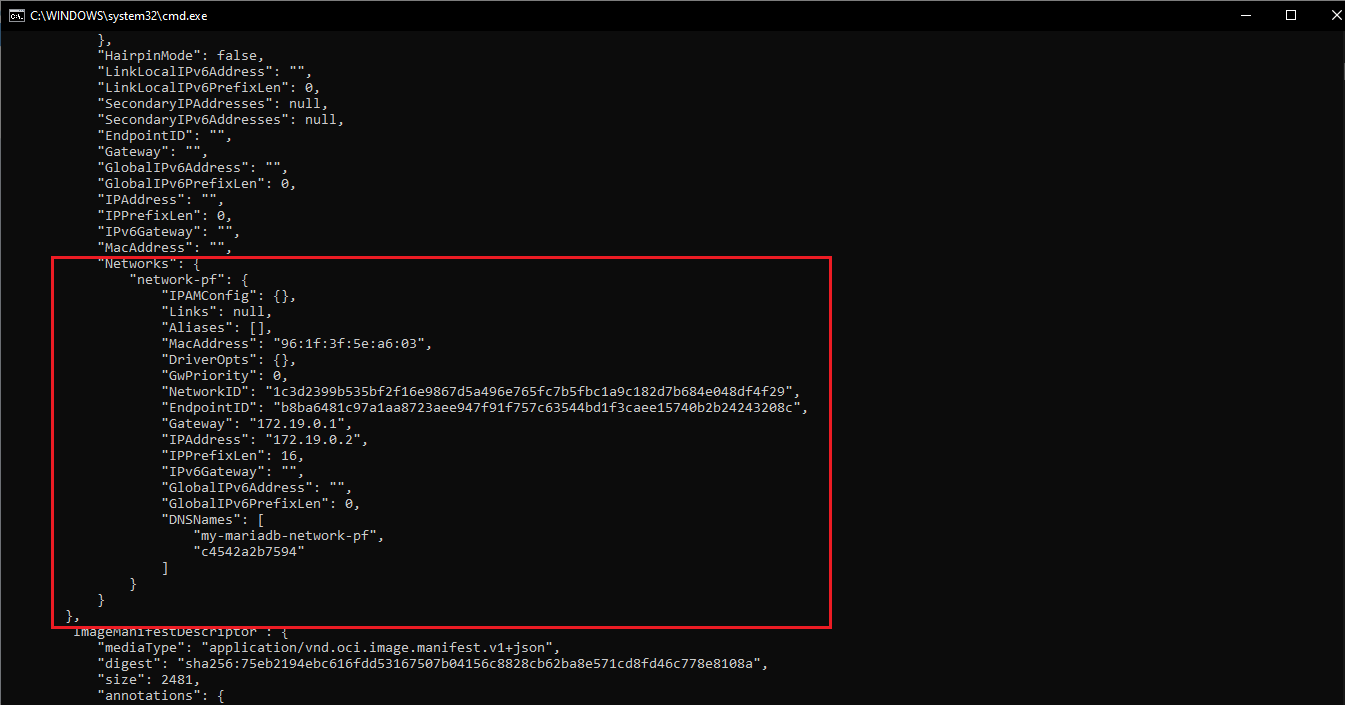 C:\WINDOWS\system32\cmd.exe
},
"HairpinMode": false,
"LinkLocalIPv6Address": "",
"LinkLocalIPv6PrefixLen": 0,
"SecondaryIPAddresses": null,
"SecondaryIPv6Addresses": null,
"EndpointID": "",
"Gateway": "",
"GlobalIPv6Address": "",
"GlobalIPv6PrefixLen": 0,
"IPAddress": "",
"IPPrefixLen": 0,
"IPv6Gateway": "",
"MacAddress": "",
"Networks": {
"network-pf": {
"IPAMConfig": {},
"Links": null,
"Aliases": [],
"MacAddress": "96:1f:3f:5e:a6:03",
"DriverOpts": {},
"GwPriority": 0,
"NetworkID": "1c3d2399b535bf2f16e9867d5a496e765fc7b5fbc1a9c182d7b684e048df4f29",
"EndpointID": "b8ba6481c97a1aa8723aee947f91f757c63544bd1f3caee15740b2b24243208c",
"Gateway": "172.19.0.1",
"IPAddress": "172.19.0.2",
"IPPrefixLen": 16,
"IPv6Gateway": "",
"GlobalIPv6Address": "",
"GlobalIPv6PrefixLen": 0,
"DNSNames": [
"my-mariadb-network-pf",
"c4542a2b7594"
]
}
}
},
"ImageManifestDescriptor": {
"mediaType": "application/vnd.oci.image.manifest.v1+json",
"digest": "sha256:75eb2194ebc616fdd53167507b04156c8828cb62ba8e571cd8fd46c778e8108a",
"size": 2481,
"annotations": {